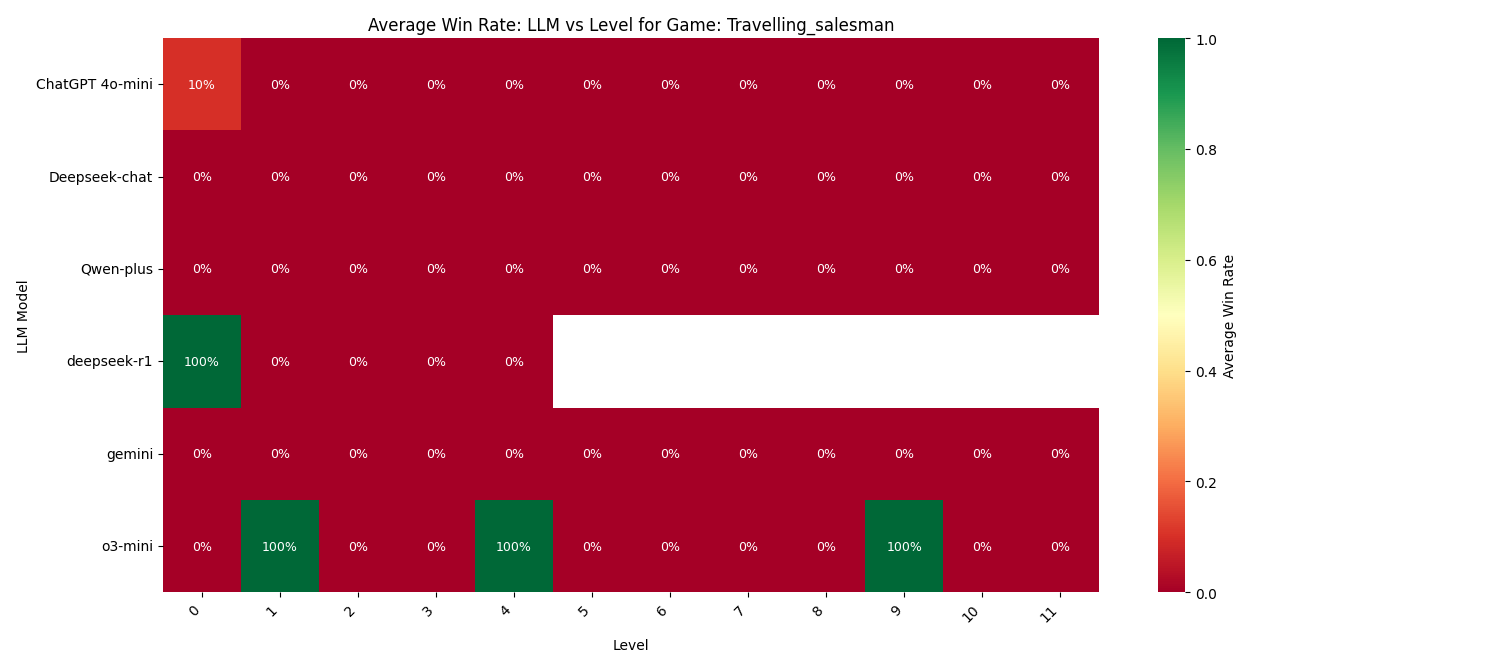 Average Win Rate: LLM vs Level for Game: Travelling_salesman
LLM Model
ChatGPT 4o-mini 10% 0% 0% 0% 0% 0% 0% 0% 0% 0% 0% 0%
Deepseek-chat 0% 0% 0% 0% 0% 0% 0% 0% 0% 0% 0% 0%
Qwen-plus 0% 0% 0% 0% 0% 0% 0% 0% 0% 0% 0% 0%
deepseek-r1 100% 0% 0% 0% 0%
gemini 0% 0% 0% 0% 0% 0% 0% 0% 0% 0% 0% 0%
o3-mini 0% 100% 0% 0% 100% 0% 0% 0% 0% 100% 0% 0%
0 1 2 3 4 5 6 7 8 9 10 11
Level
1.0
0.8
0.6
0.4
0.2
0.0
Average Win Rate